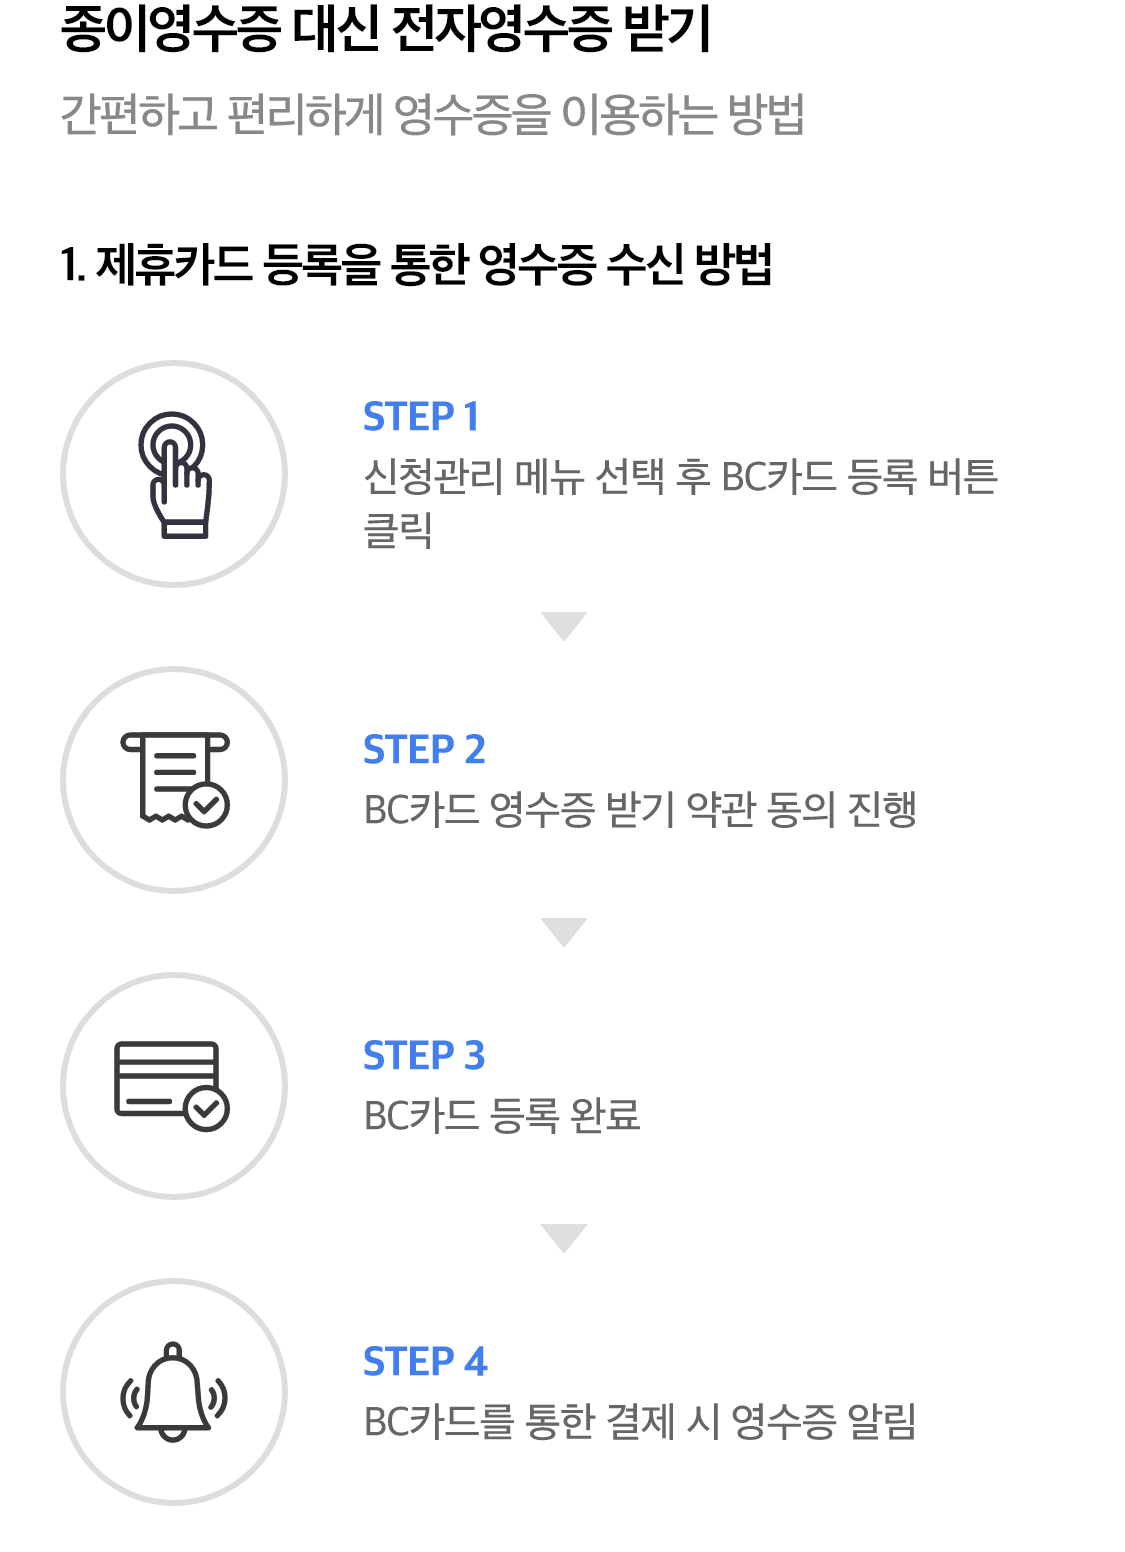 종이영수증 대신 전자영수증 받기
간편하고 편리하게 영수증을 이용하는 방법
1. 제휴카드 등록을 통한 영수증 수신 방법
STEP 1
신청관리 메뉴 선택 후 BC카드 등록 버튼
클릭
STEP 2
BC카드 영수증 받기 약관 동의 진행
STEP 3
BC카드 등록 완료
STEP 4
BC카드를 통한 결제 시 영수증 알림